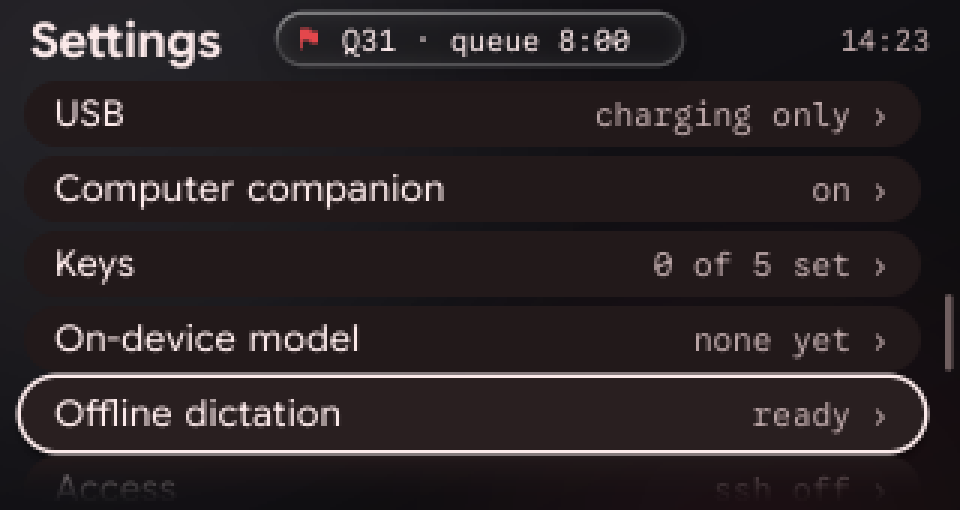 Settings
Q31 · queue 8:00
14:23
USB charging only ›
Computer companion on ›
Keys 0 of 5 set ›
On-device model none yet ›
Offline dictation ready ›
Access ssh off ›